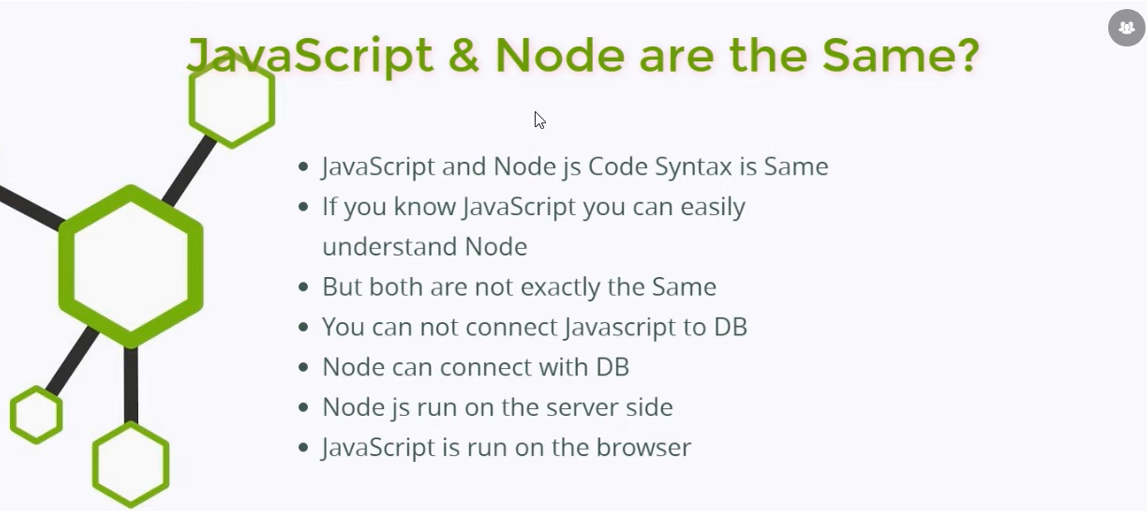 JavaScript & Node are the Same?
• JavaScript and Node js Code Syntax is Same
• If you know JavaScript you can easily
understand Node
• But both are not exactly the Same
• You can not connect Javascript to DB
• Node can connect with DB
• Node js run on the server side
• JavaScript is run on the browser